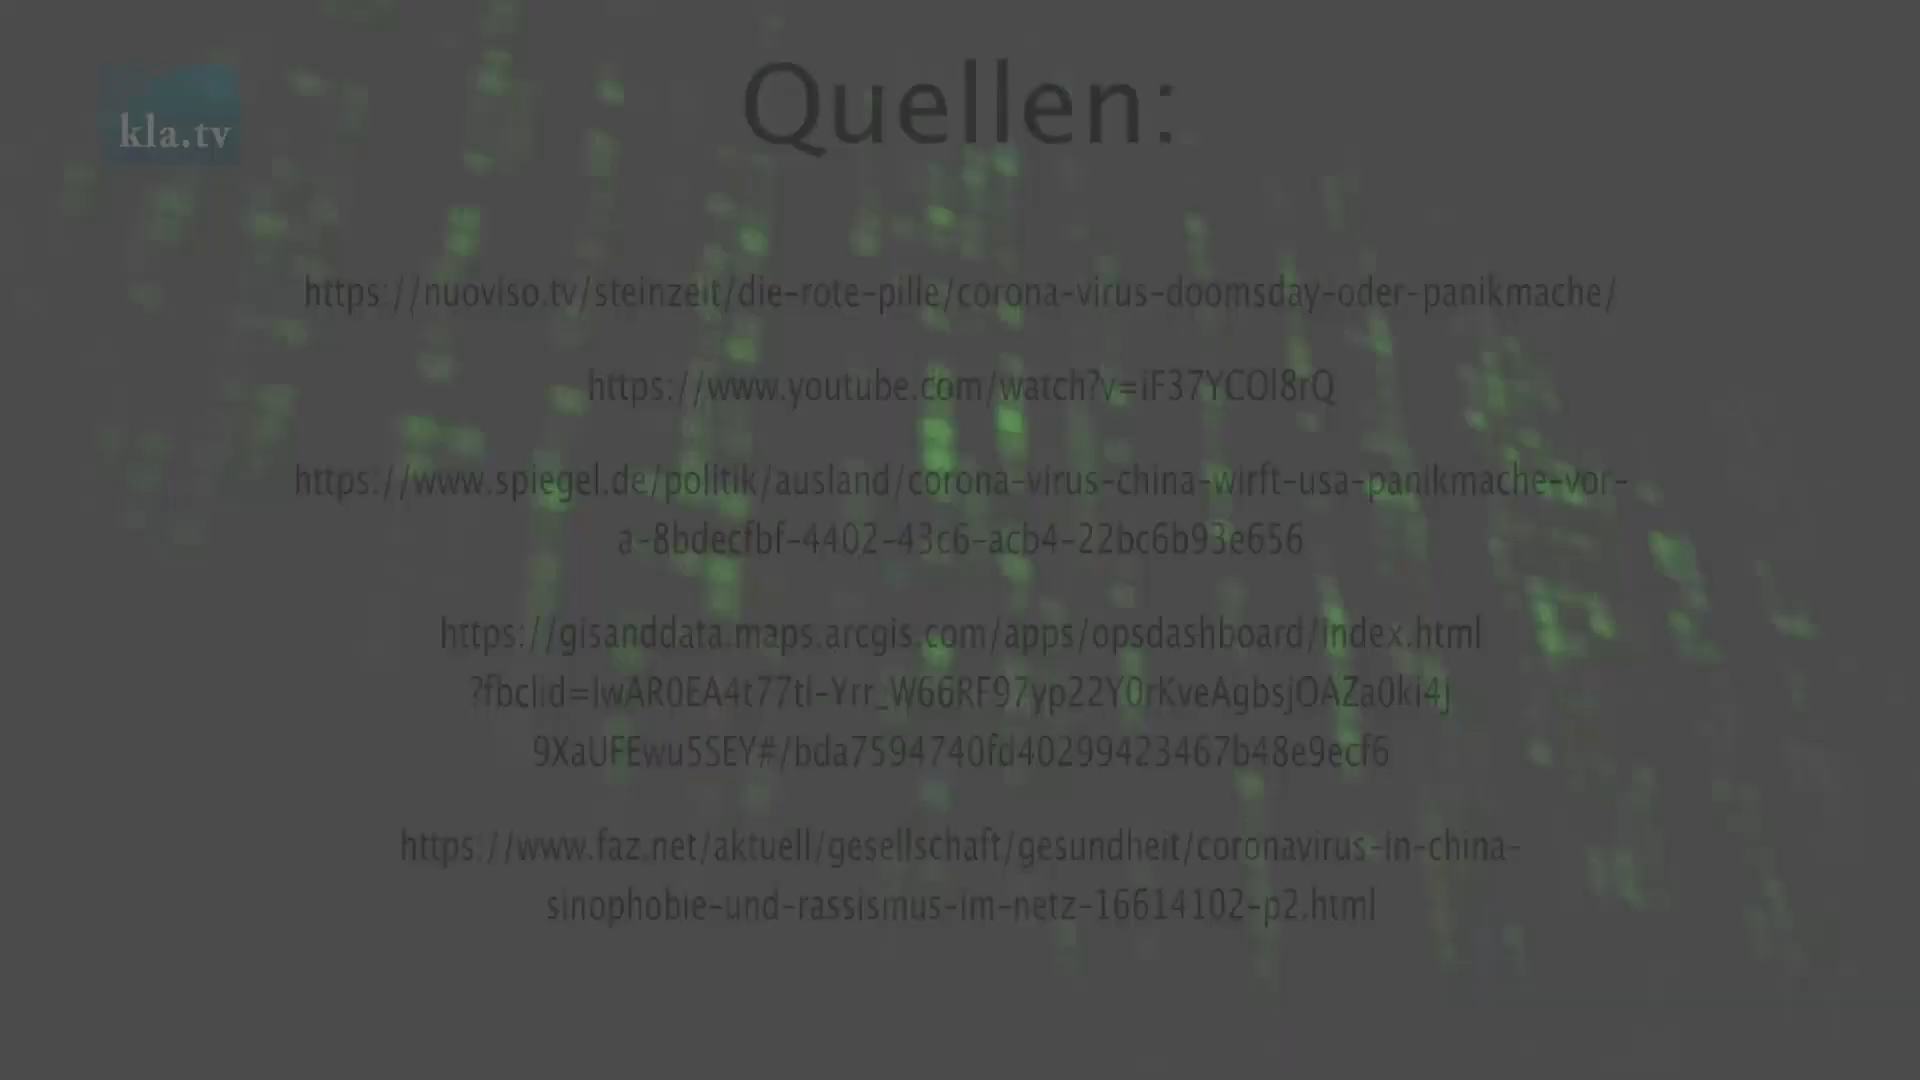 kla.tv
Quellen:
https://nuoviso.tv/steinzeit/die-rote-pille/corona-virus-doomsday-oder-panikmache/
https://www.youtube.com/watch?v=iF37YCOl8rQ
https://www.spiegel.de/politik/ausland/corona-virus-china-wirft-usa-panikmache-vor-
a-8bdecfbf-4402-43c6-acb4-22bc6b93e656
https://gisanddata.maps.arcgis.com/apps/opsdashboard/index.html
?fbclid=IwAR0EA4t77tI-Yrr_W66RF97yp22Y0rKveAgbsjOAZa0ki4j
9XaUFEwu5SEY#/bda7594740fd40299423467b48e9ecf6
https://www.faz.net/aktuell/gesellschaft/gesundheit/coronavirus-in-china-
sinophobie-und-rassismus-im-netz-16614102-p2.html